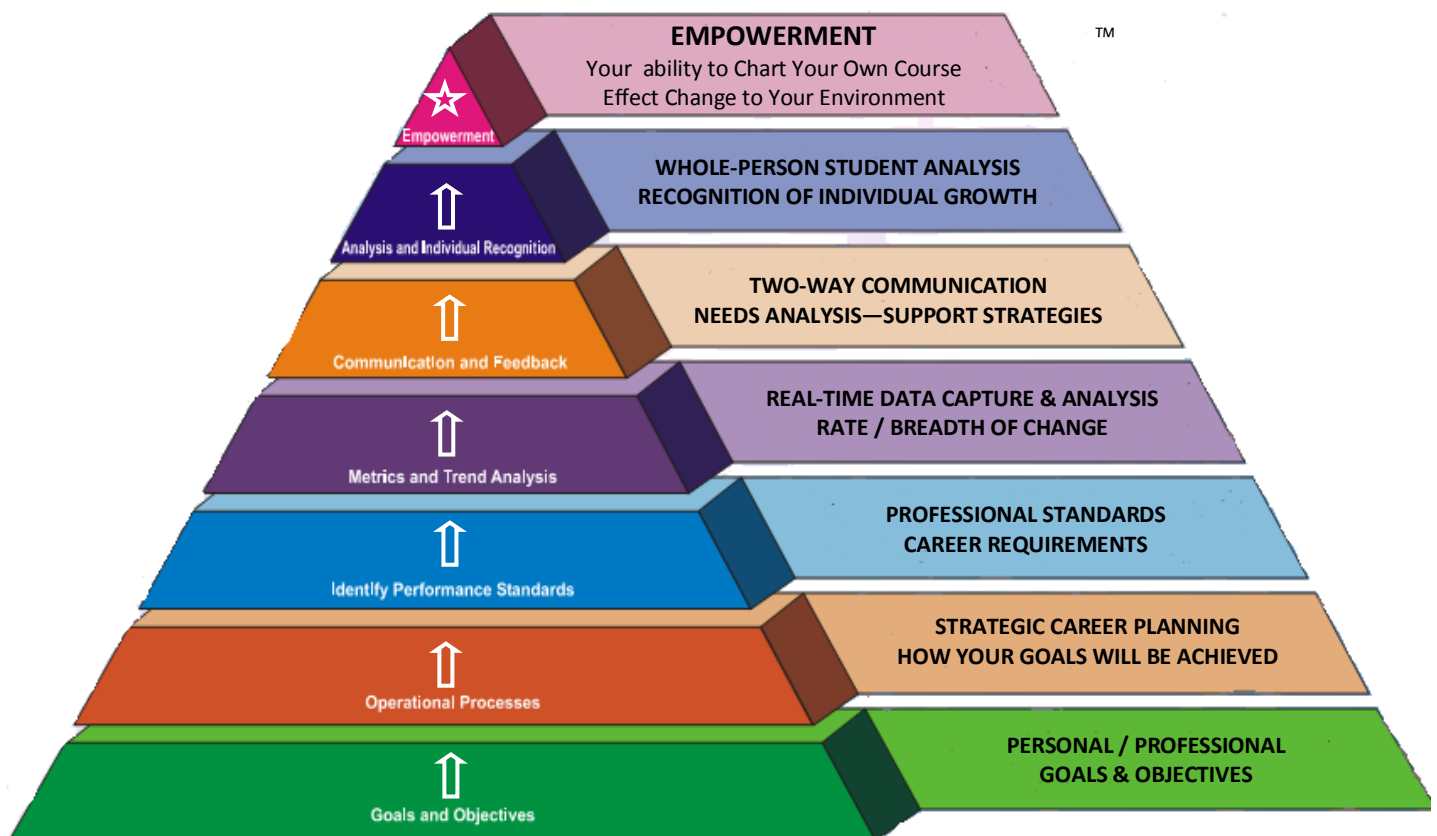 EMPOWERMENT
TM
Your ability to Chart Your Own Course
Effect Change to Your Environment
Empowerment
WHOLE-PERSON STUDENT ANALYSIS
RECOGNITION OF INDIVIDUAL GROWTH
Analysis and Individual Recognition
TWO-WAY COMMUNICATION
NEEDS ANALYSIS—SUPPORT STRATEGIES
Communication and Feedback
REAL-TIME DATA CAPTURE & ANALYSIS
RATE / BREADTH OF CHANGE
Metrics and Trend Analysis
PROFESSIONAL STANDARDS
CAREER REQUIREMENTS
Identify Performance Standards
STRATEGIC CAREER PLANNING
HOW YOUR GOALS WILL BE ACHIEVED
Operational Processes
PERSONAL / PROFESSIONAL
GOALS & OBJECTIVES
Goals and Objectives